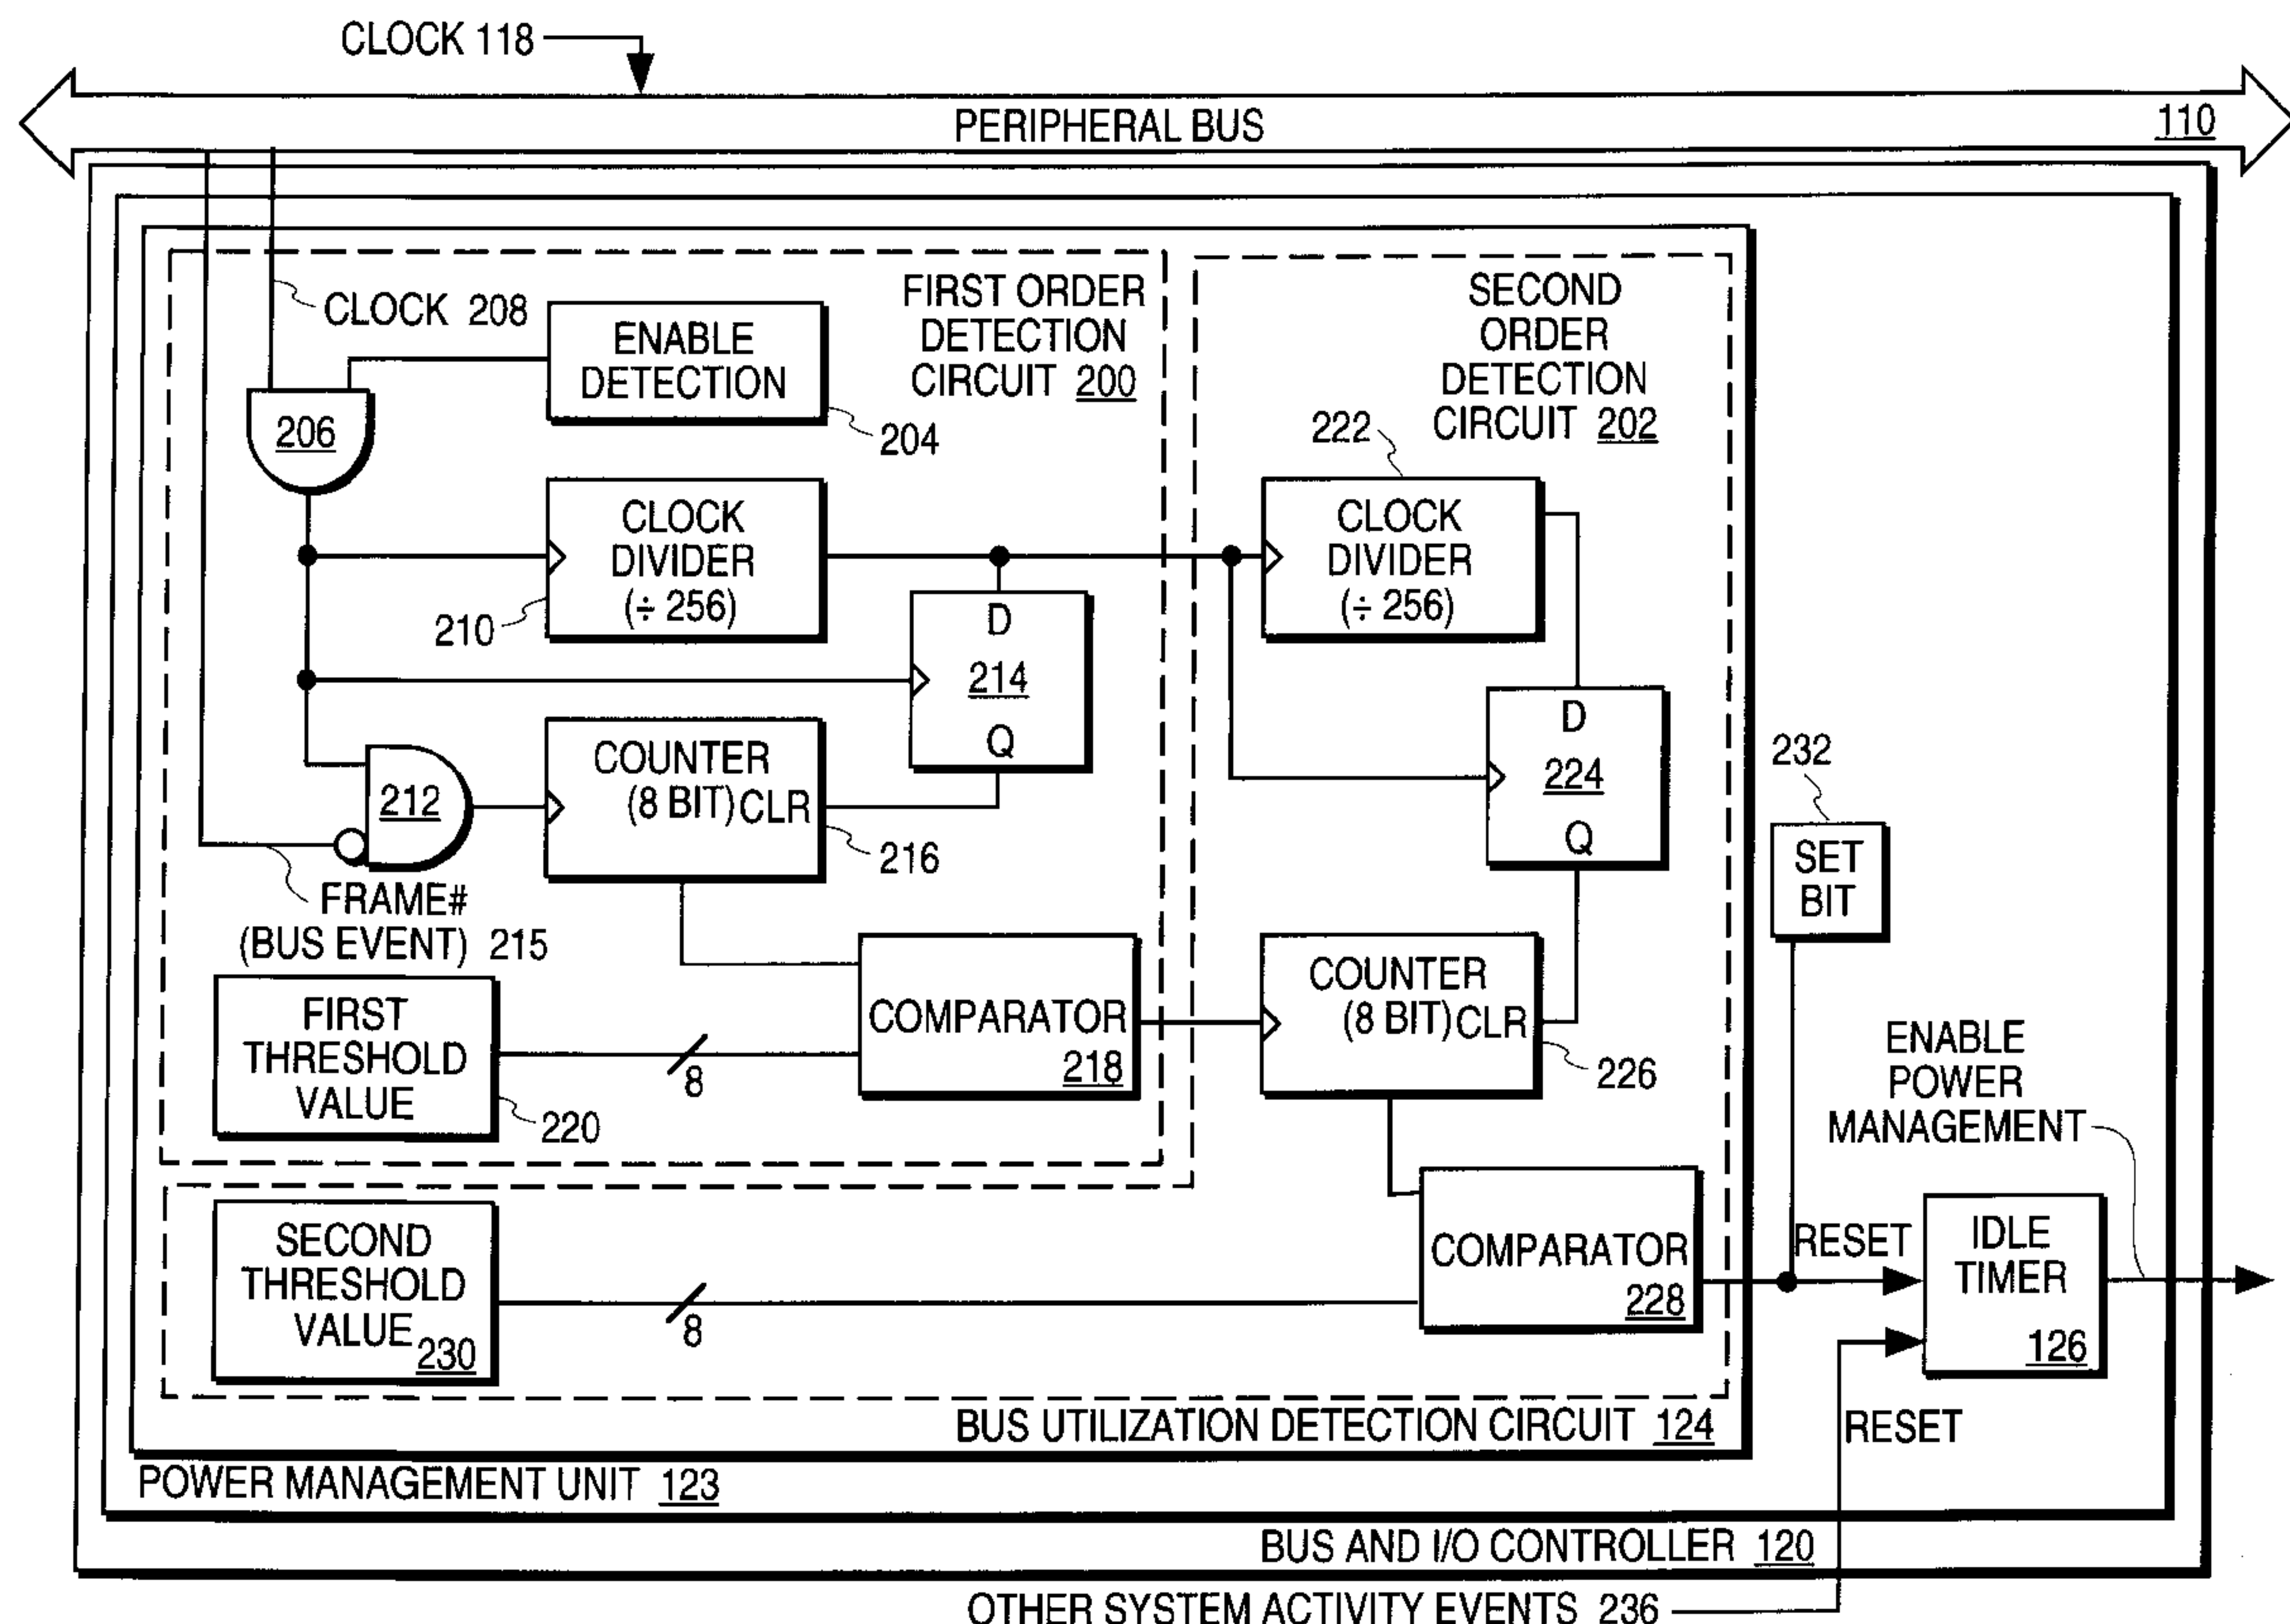 CLOCK 118
PERIPHERAL BUS
110
CLOCK 208
ENABLE
DETECTION
204
FIRST ORDER
DETECTION
CIRCUIT 200
SECOND
ORDER
DETECTION
CIRCUIT 202
206
222
CLOCK
DIVIDER
(÷ 256)
210
CLOCK
DIVIDER
(÷ 256)
D
214
Q
D
224
Q
232
SET
BIT
212
COUNTER
(8 BIT) CLR
216
FRAME#
(BUS EVENT) 215
FIRST
THRESHOLD
VALUE
220
8
COMPARATOR
218
COUNTER
(8 BIT) CLR
226
ENABLE
POWER
MANAGEMENT
SECOND
THRESHOLD
VALUE
230
8
COMPARATOR
228
RESET
IDLE
TIMER
126
RESET
BUS UTILIZATION DETECTION CIRCUIT 124
POWER MANAGEMENT UNIT 123
BUS AND I/O CONTROLLER 120
OTHER SYSTEM ACTIVITY EVENTS 236